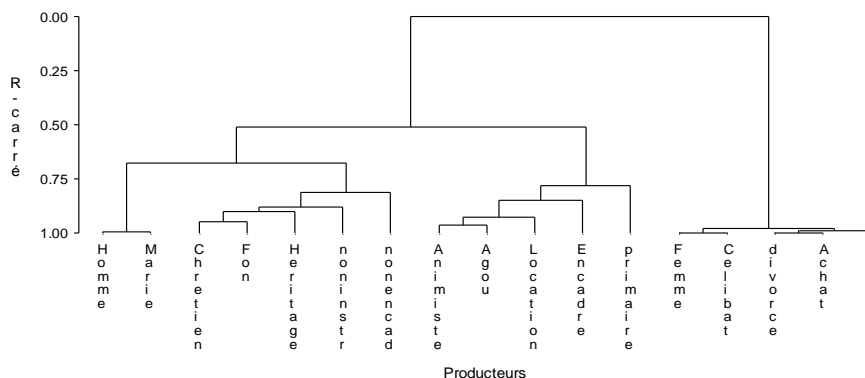 0.00
0.25
R-carré
0.50
0.75
1.00
Homme
Marie
Chretien
Fon
Heritage
noninstr
nonencad
Animiste
Agou
Location
Encadre
primaire
Femme
Celibat
divorce
Achat
Producteurs